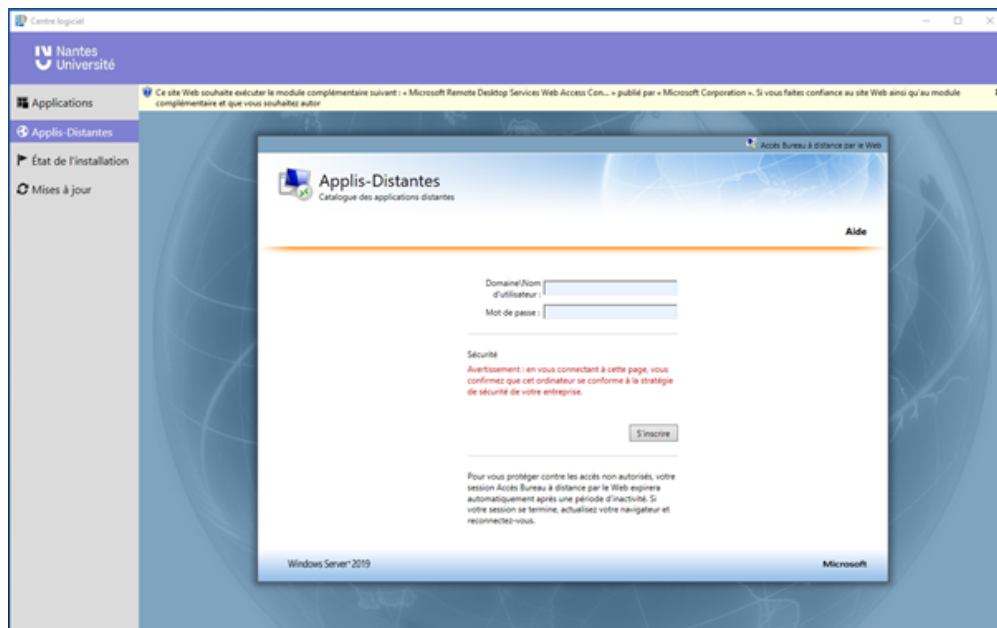 Centre logiciel
Nantes
Université
Applications
Applis-Distantes
État de l'installation
Mises à jour
Ce site Web souhaite exécuter le module complémentaire suivant : « Microsoft Remote Desktop Services Web Access Con... » publié par « Microsoft Corporation ». Si vous faites confiance au site Web ainsi qu'au module
complémentaire et que vous souhaitez autor
Accès Bureau à distance par le Web
Applis-Distantes
Catalogue des applications distantes
Aide
Domaine\Nom
d'utilisateur :
Mot de passe :
Sécurité
Avertissement : en vous connectant à cette page, vous
confirmez que cet ordinateur se conforme à la stratégie
de sécurité de votre entreprise.
S'inscrire
Pour vous protéger contre les accès non autorisés, votre
session Accès Bureau à distance par le Web expirera
automatiquement après une période d'inactivité. Si
votre session se termine, actualisez votre navigateur et
reconnectez-vous.
Windows Server® 2019
Microsoft